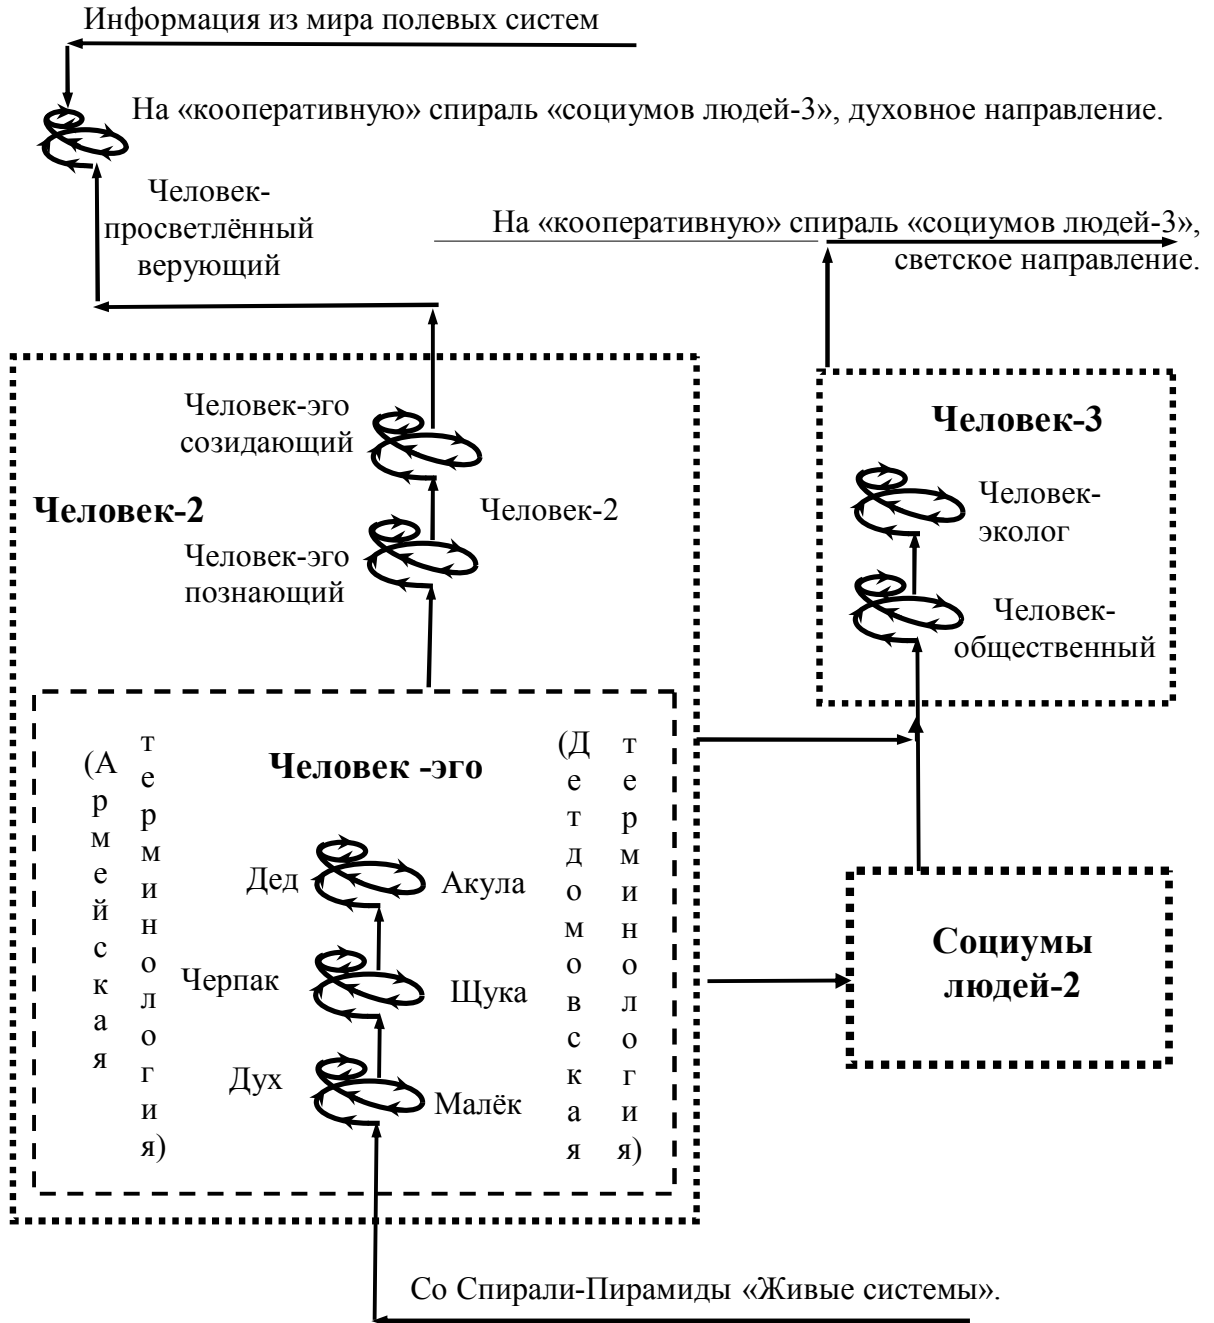 Информация из мира полевых систем
На «кооперативную» спираль «социумов людей-3», духовное направление.
Человек-
просветлённый
верующий
На «кооперативную» спираль «социумов людей-3»,
светское направление.
Человек-эго
созидающий
Человек-2
Человек-2
Человек-эго
познающий
Человек-3
Человек-
эколог
Человек-
общественный
(Армейская
терминология)
Человек -эго
(Детдомовская
терминология)
Дед
Акула
Черпак
Щука
Дух
Малёк
Социумы
людей-2
Со Спирали-Пирамиды «Живые системы».